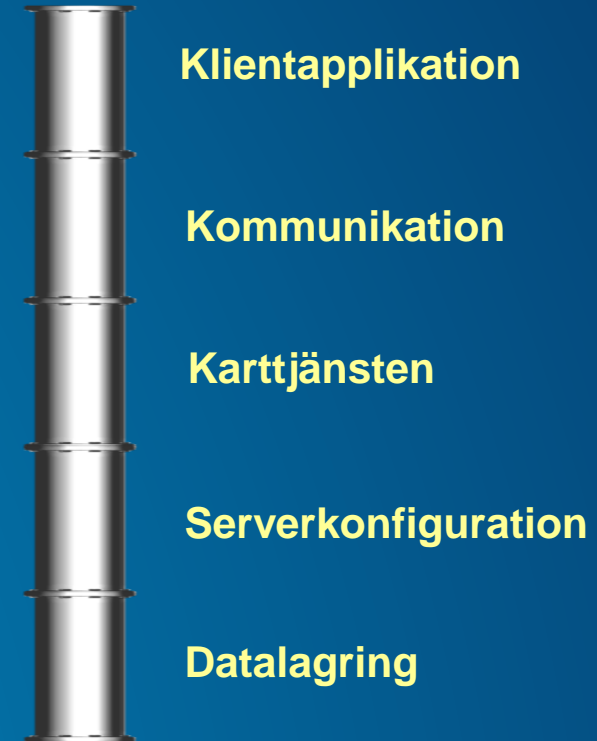 Klientapplikation
Kommunikation
Karttjänsten
Serverkonfiguration
Datalagring